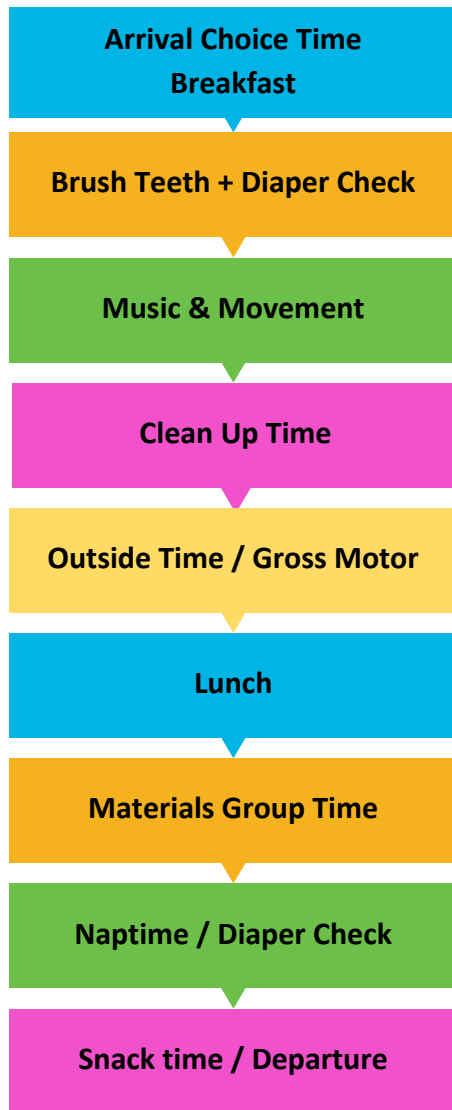 Arrival Choice Time
Breakfast
Brush Teeth + Diaper Check
Music & Movement
Clean Up Time
Outside Time / Gross Motor
Lunch
Materials Group Time
Naptime / Diaper Check
Snack time / Departure